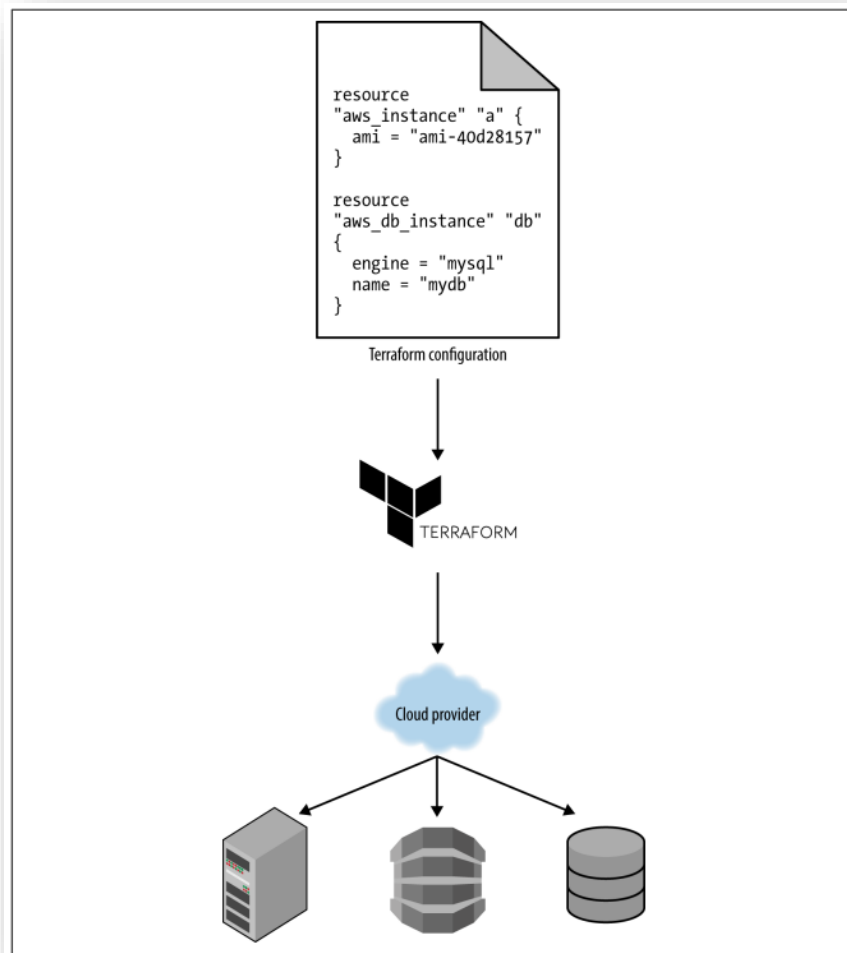 resource
"aws_instance" "a" {
  ami = "ami-40d28157"
}
resource
"aws_db_instance" "db"
{
  engine = "mysql"
  name = "mydb"
}
Terraform configuration
TERRAFORM
Cloud provider